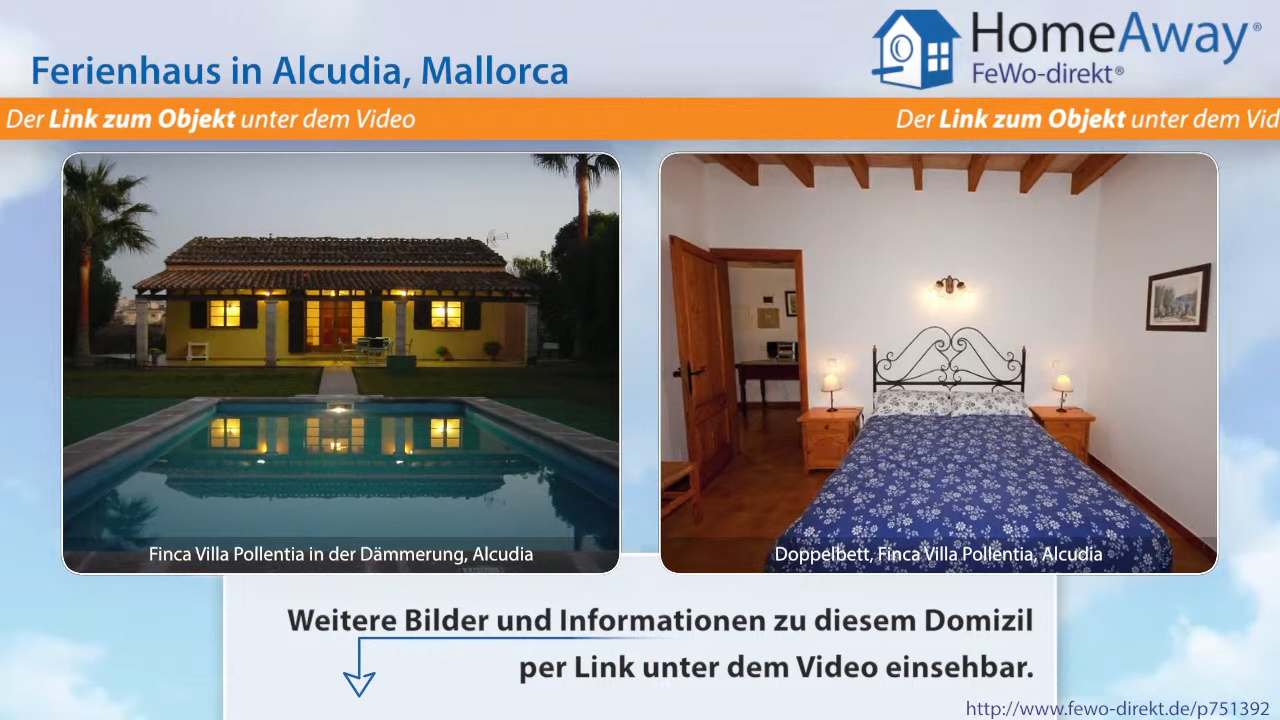 Ferienhaus in Alcudia, Mallorca
HomeAway®
FeWo-direkt®
Der Link zum Objekt unter dem Video
Der Link zum Objekt unter dem Vid
Finca Villa Pollentia in der Dämmerung, Alcudia
Doppelbett, Finca Villa Pollentia, Alcudia
Weitere Bilder und Informationen zu diesem Domizil
per Link unter dem Video einsehbar.
http://www.fewo-direkt.de/p751392